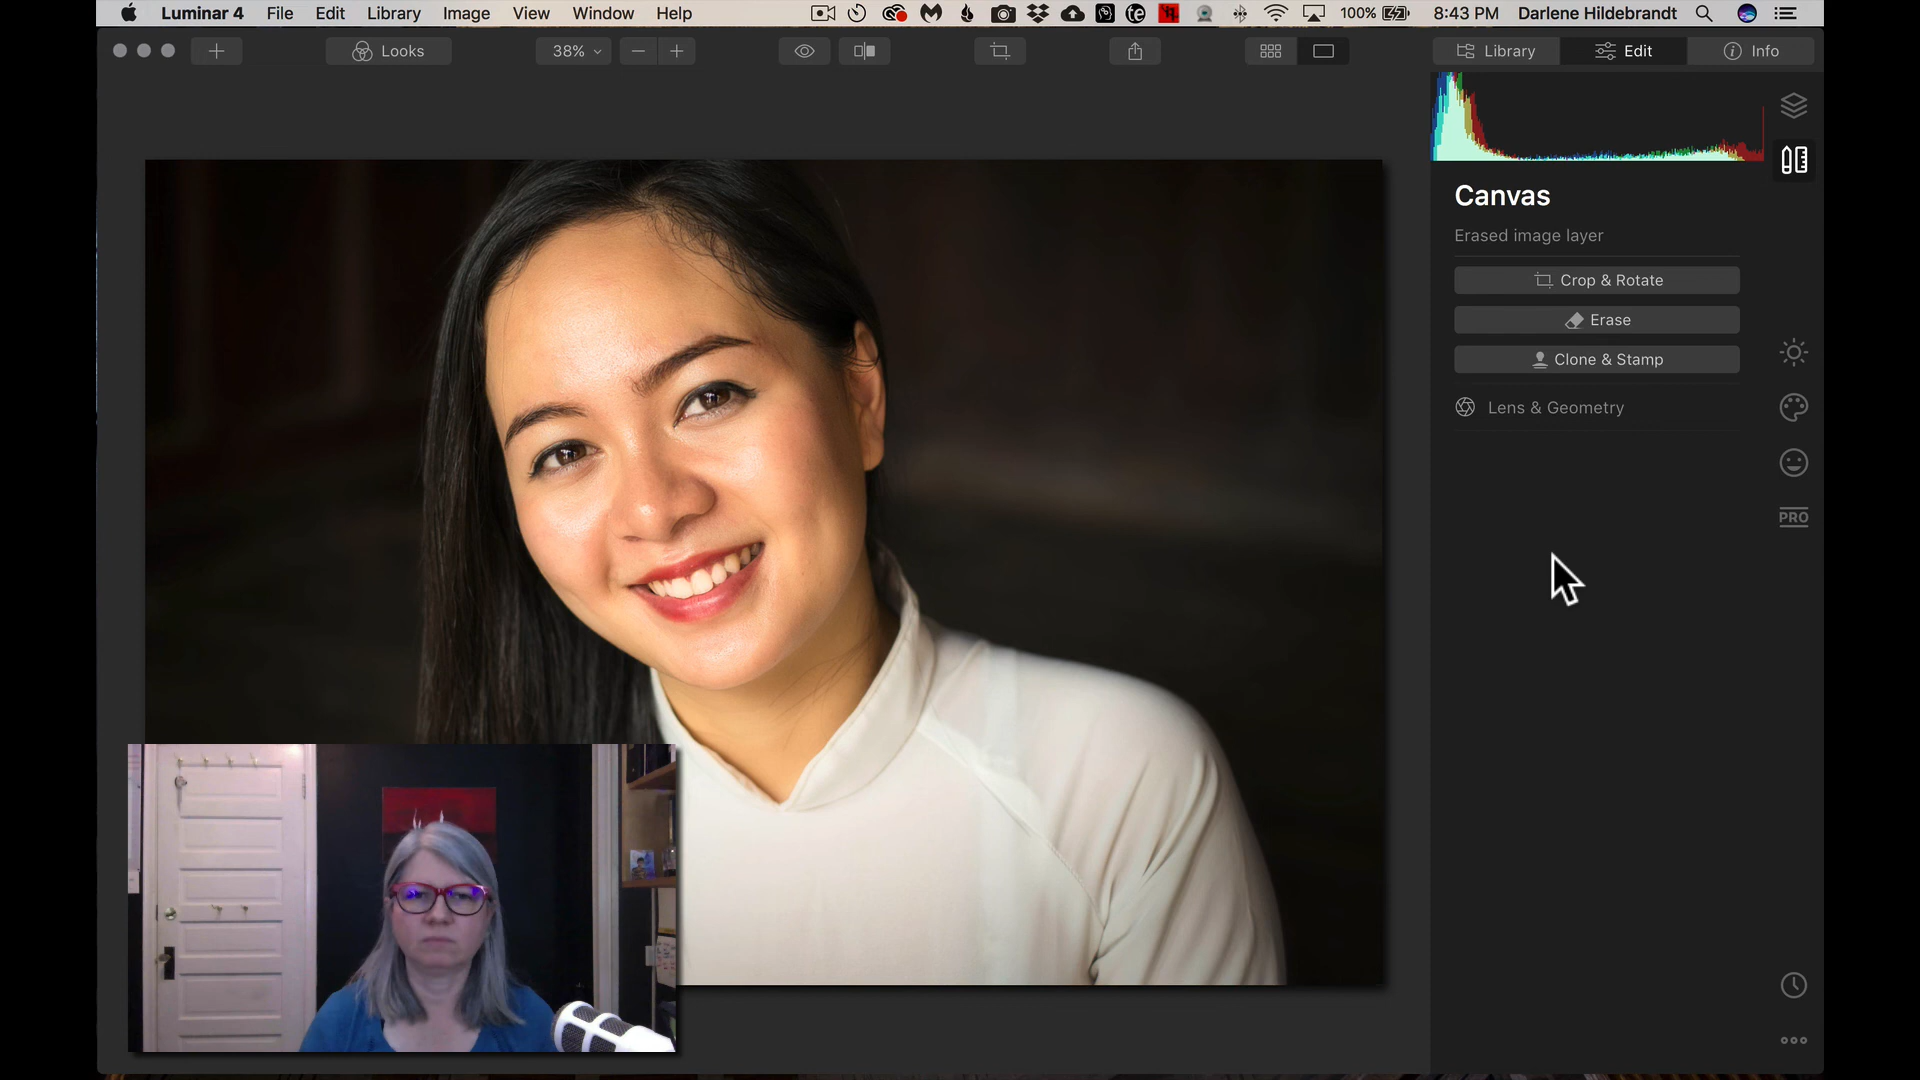 Luminar 4 File Edit Library Image View Window Help 100% 8:43 PM Darlene Hildebrandt
Looks 38% Library Edit Info
Canvas
Erased image layer
Crop & Rotate
Erase
Clone & Stamp
Lens & Geometry
PRO